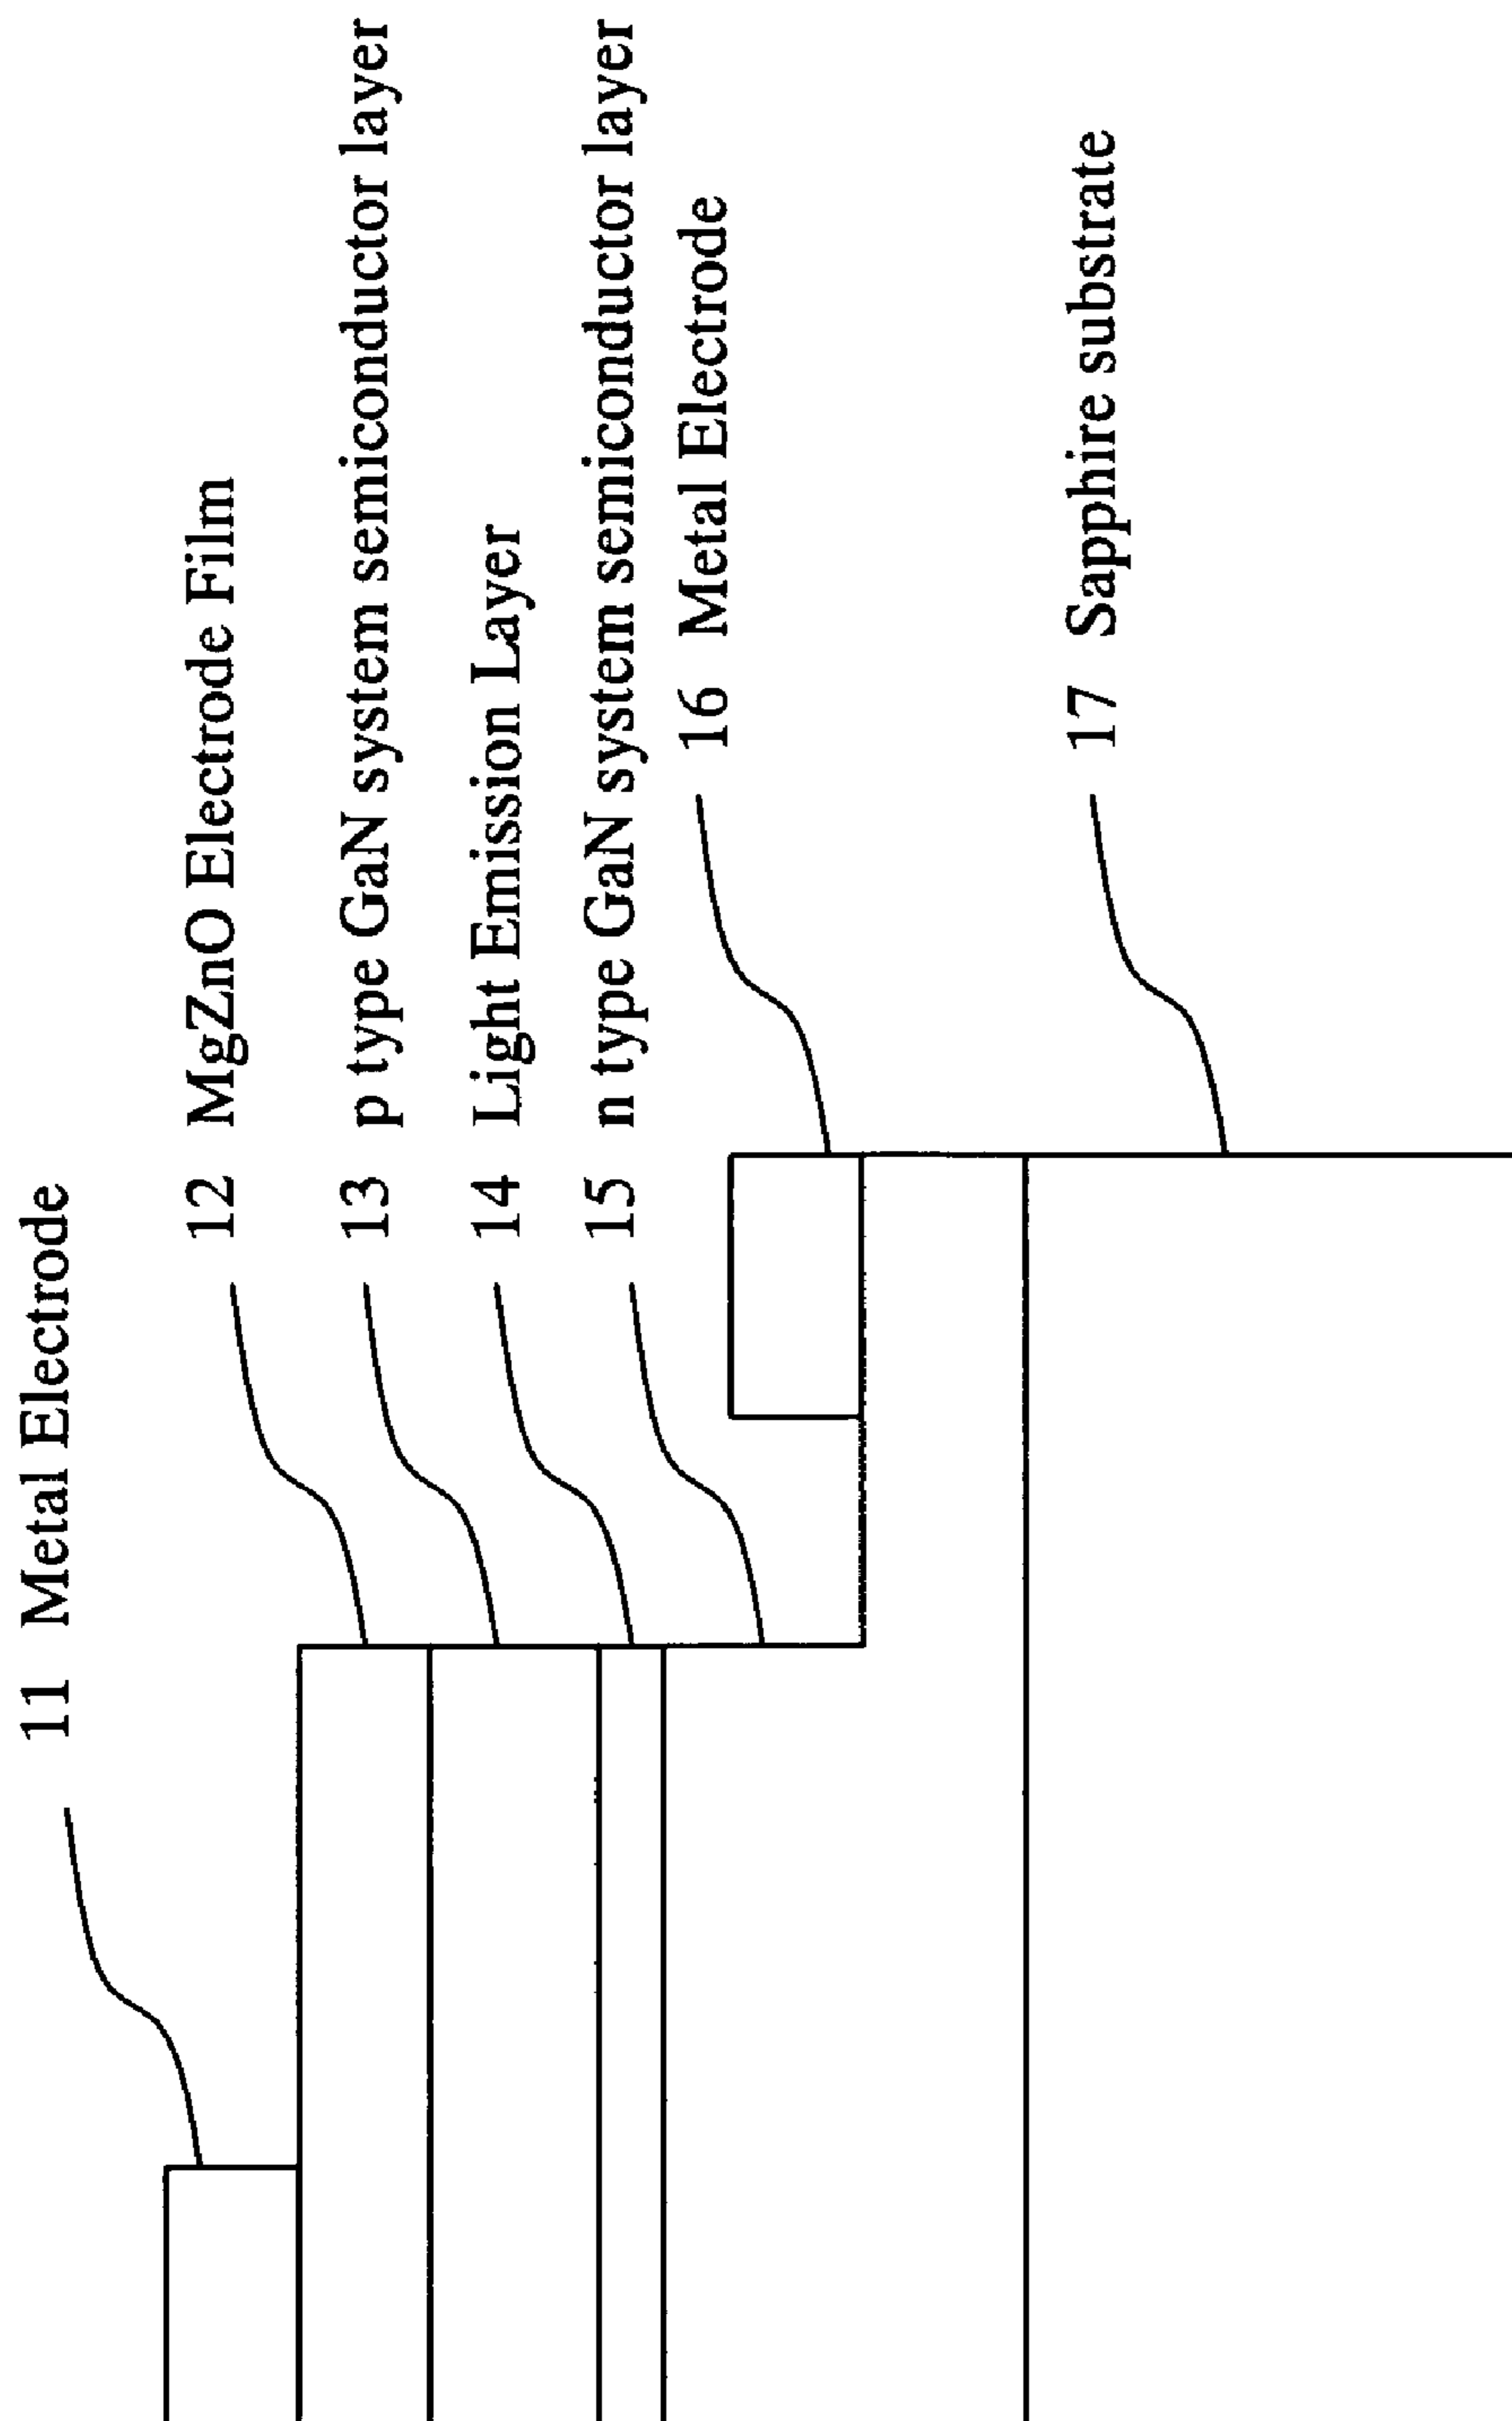 11 Metal Electrode
12 MgZnO Electrode Film
13 p type GaN system semiconductor layer
14 Light Emission Layer
15 n type GaN system semiconductor layer
16 Metal Electrode
17 Sapphire substrate